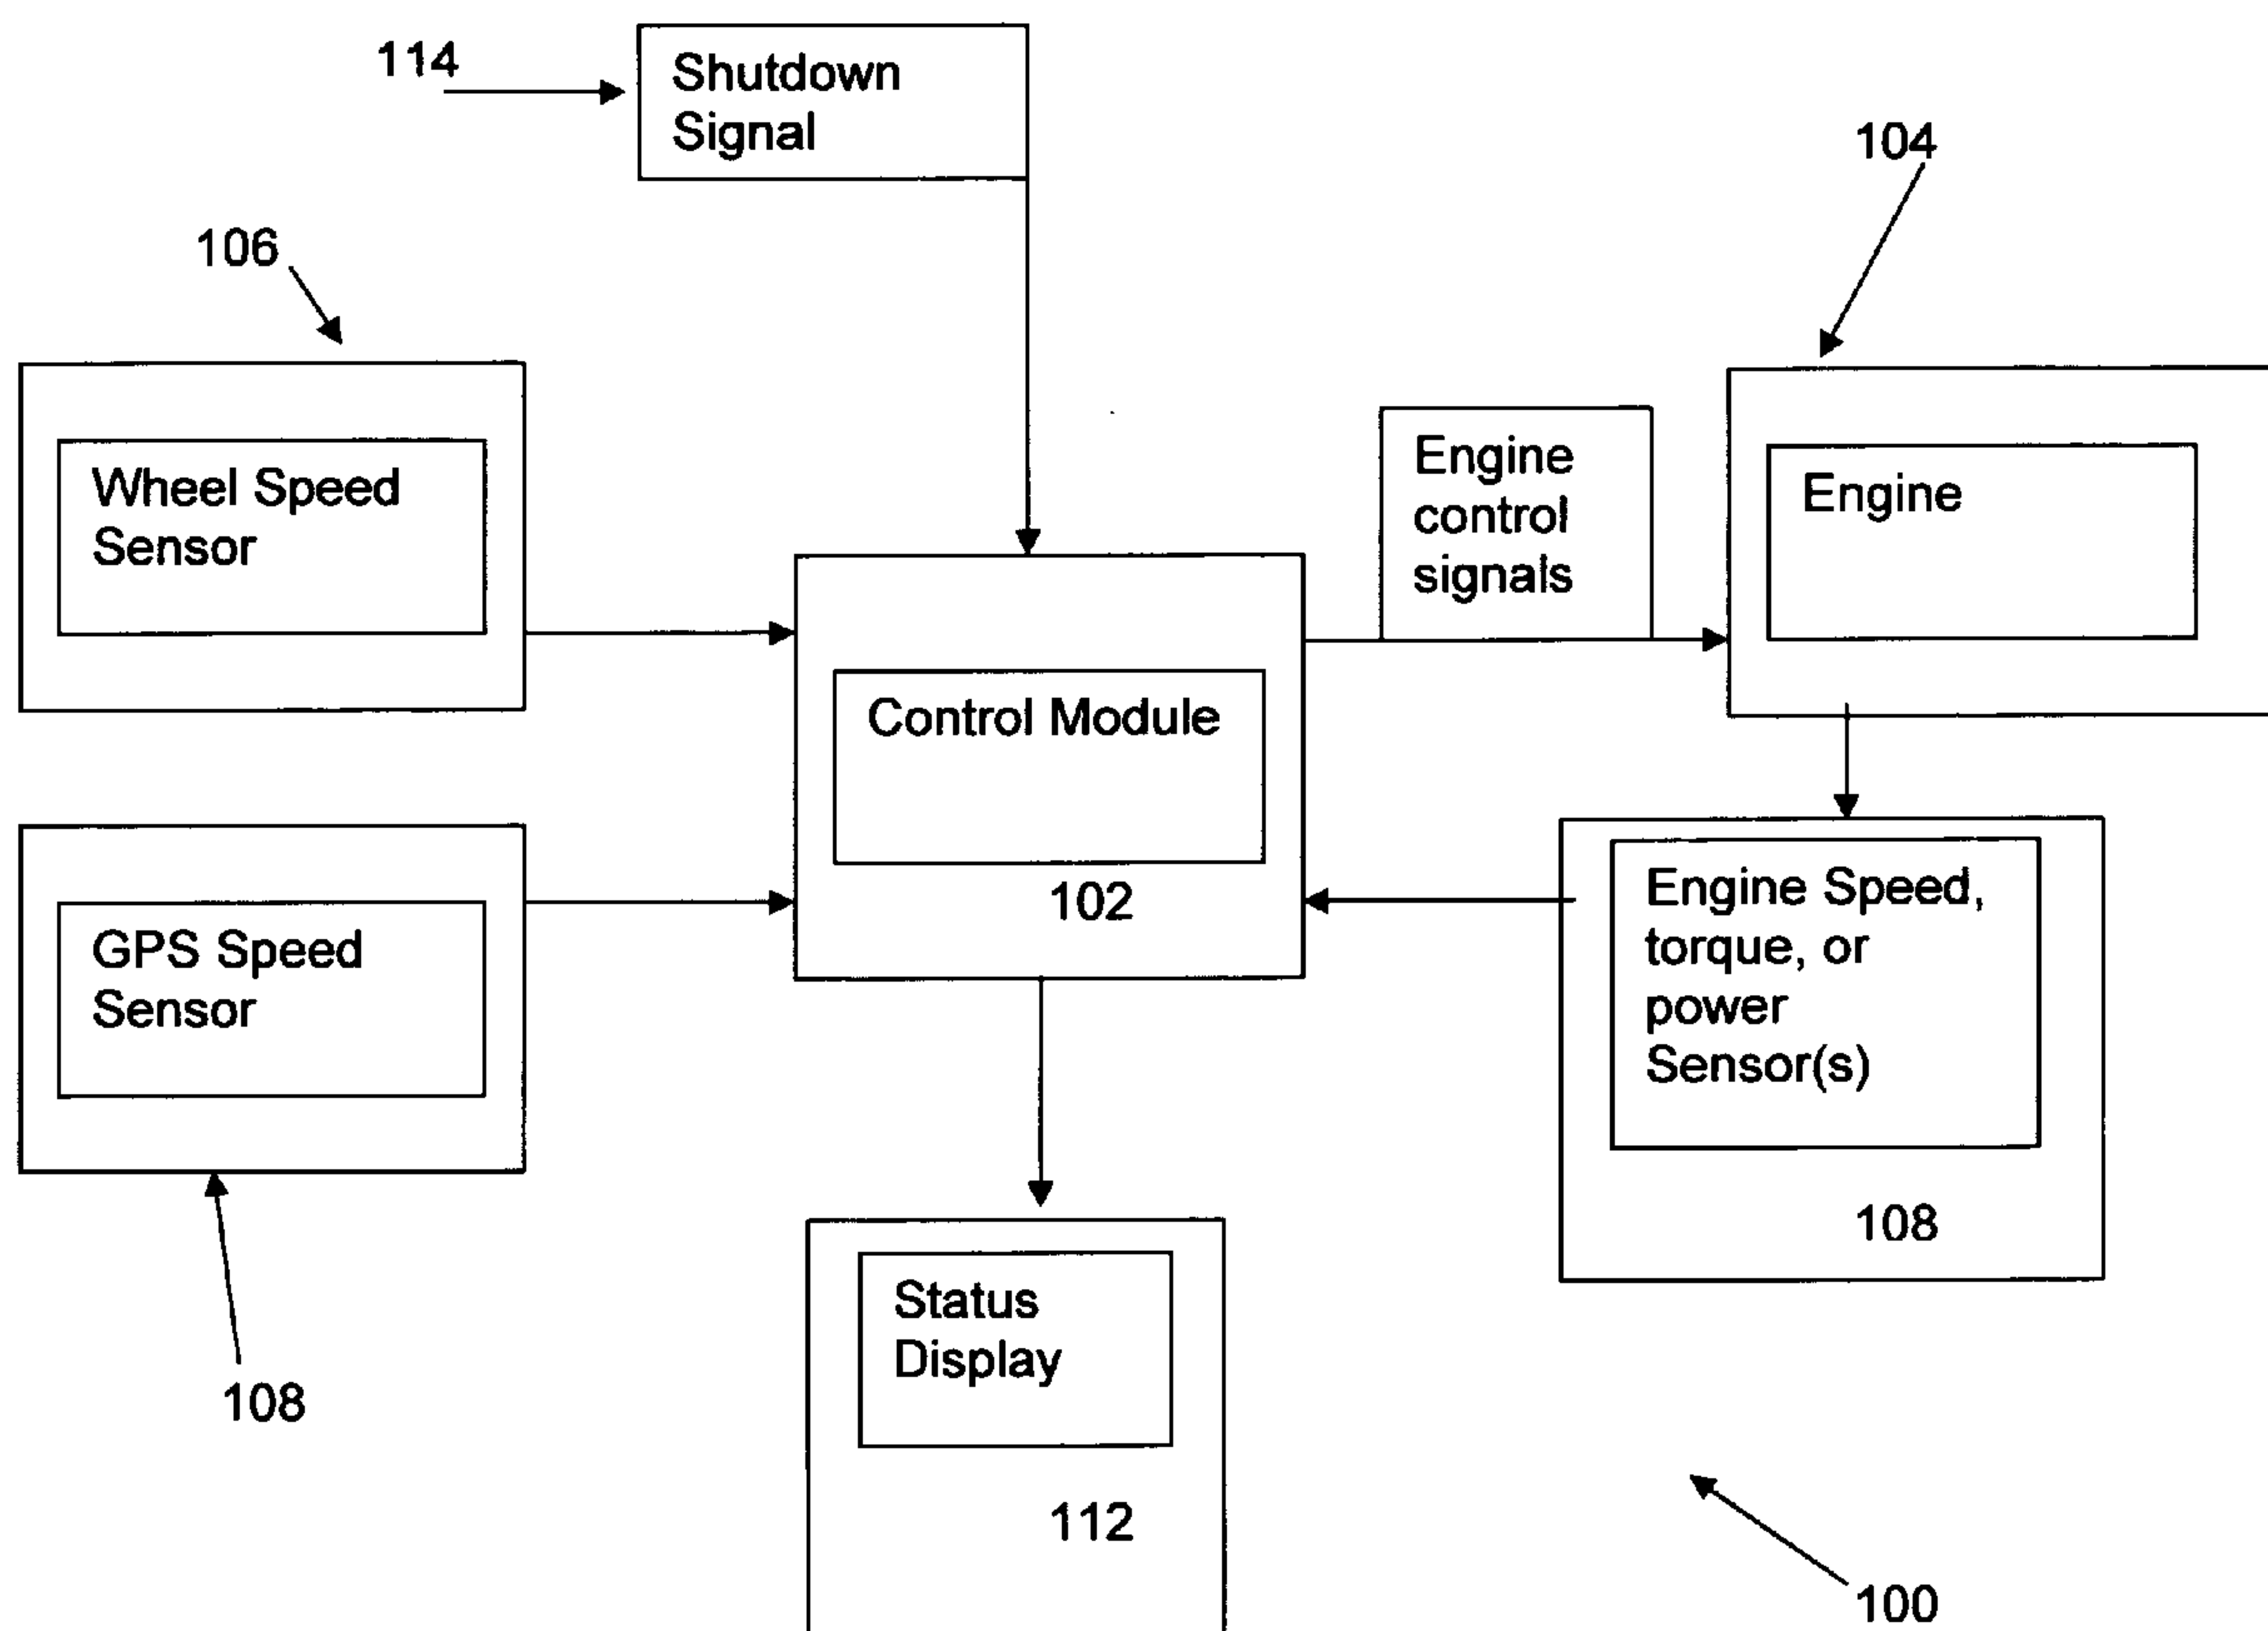 114
Shutdown
Signal
104
106
Wheel Speed
Sensor
Engine
control
signals
Engine
Control Module
102
GPS Speed
Sensor
Engine Speed,
torque, or
power
Sensor(s)
108
108
Status
Display
112
100